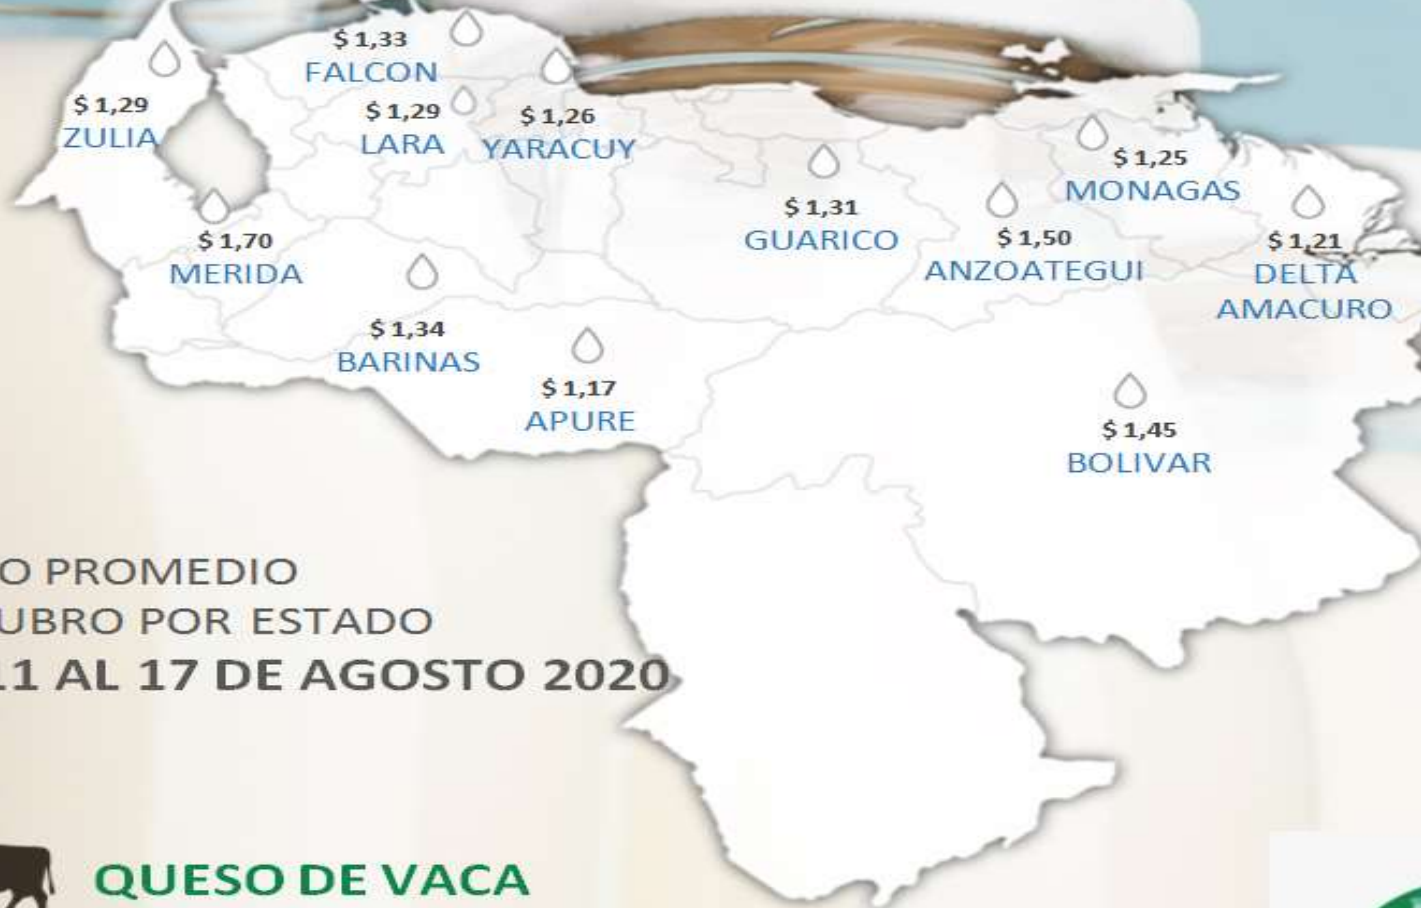 $ 1,33
FALCON
$ 1,29
ZULIA
$ 1,29
LARA
$ 1,26
YARACUY
$ 1,25
MONAGAS
$ 1,31
GUARICO
$ 1,70
MERIDA
$ 1,50
ANZOATEGUI
$ 1,21
DELTA
AMACURO
$ 1,34
BARINAS
$ 1,17
APURE
$ 1,45
BOLIVAR
O PROMEDIO
UBRO POR ESTADO
11 AL 17 DE AGOSTO 2020
QUESO DE VACA